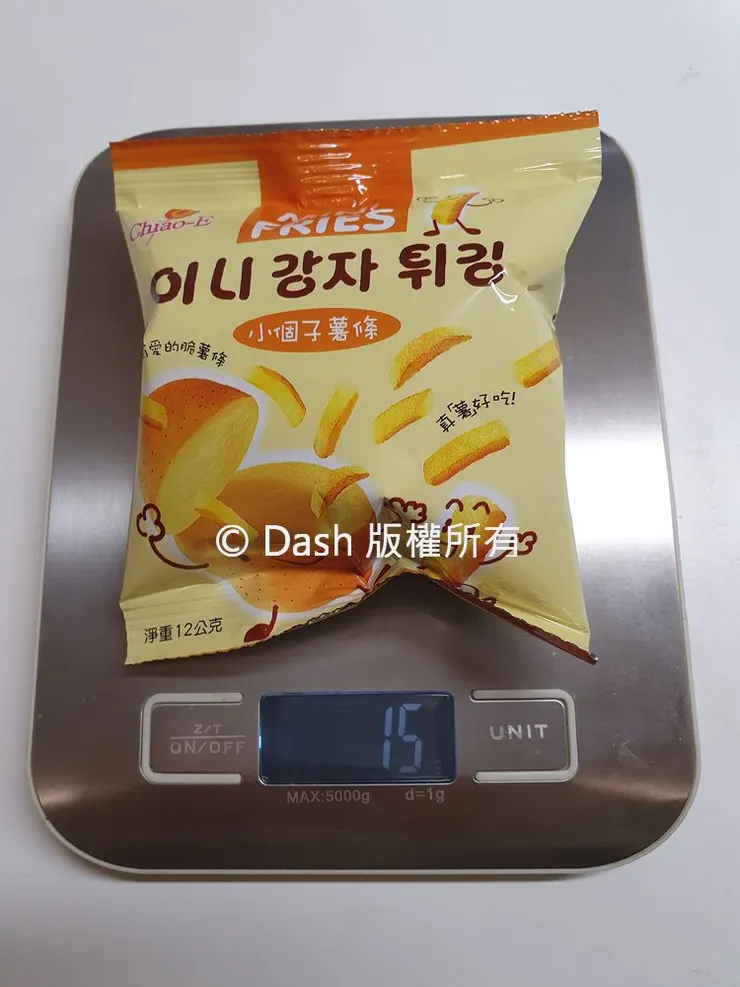 Chiao-E
FRIES
미니 감자 튀김
小個子薯條
愛的脆薯條
真「薯」好吃!
© Dash 版權所有
淨重12公克
Z/T
ON/OFF
15
UNIT
MAX:5000g
d=1g